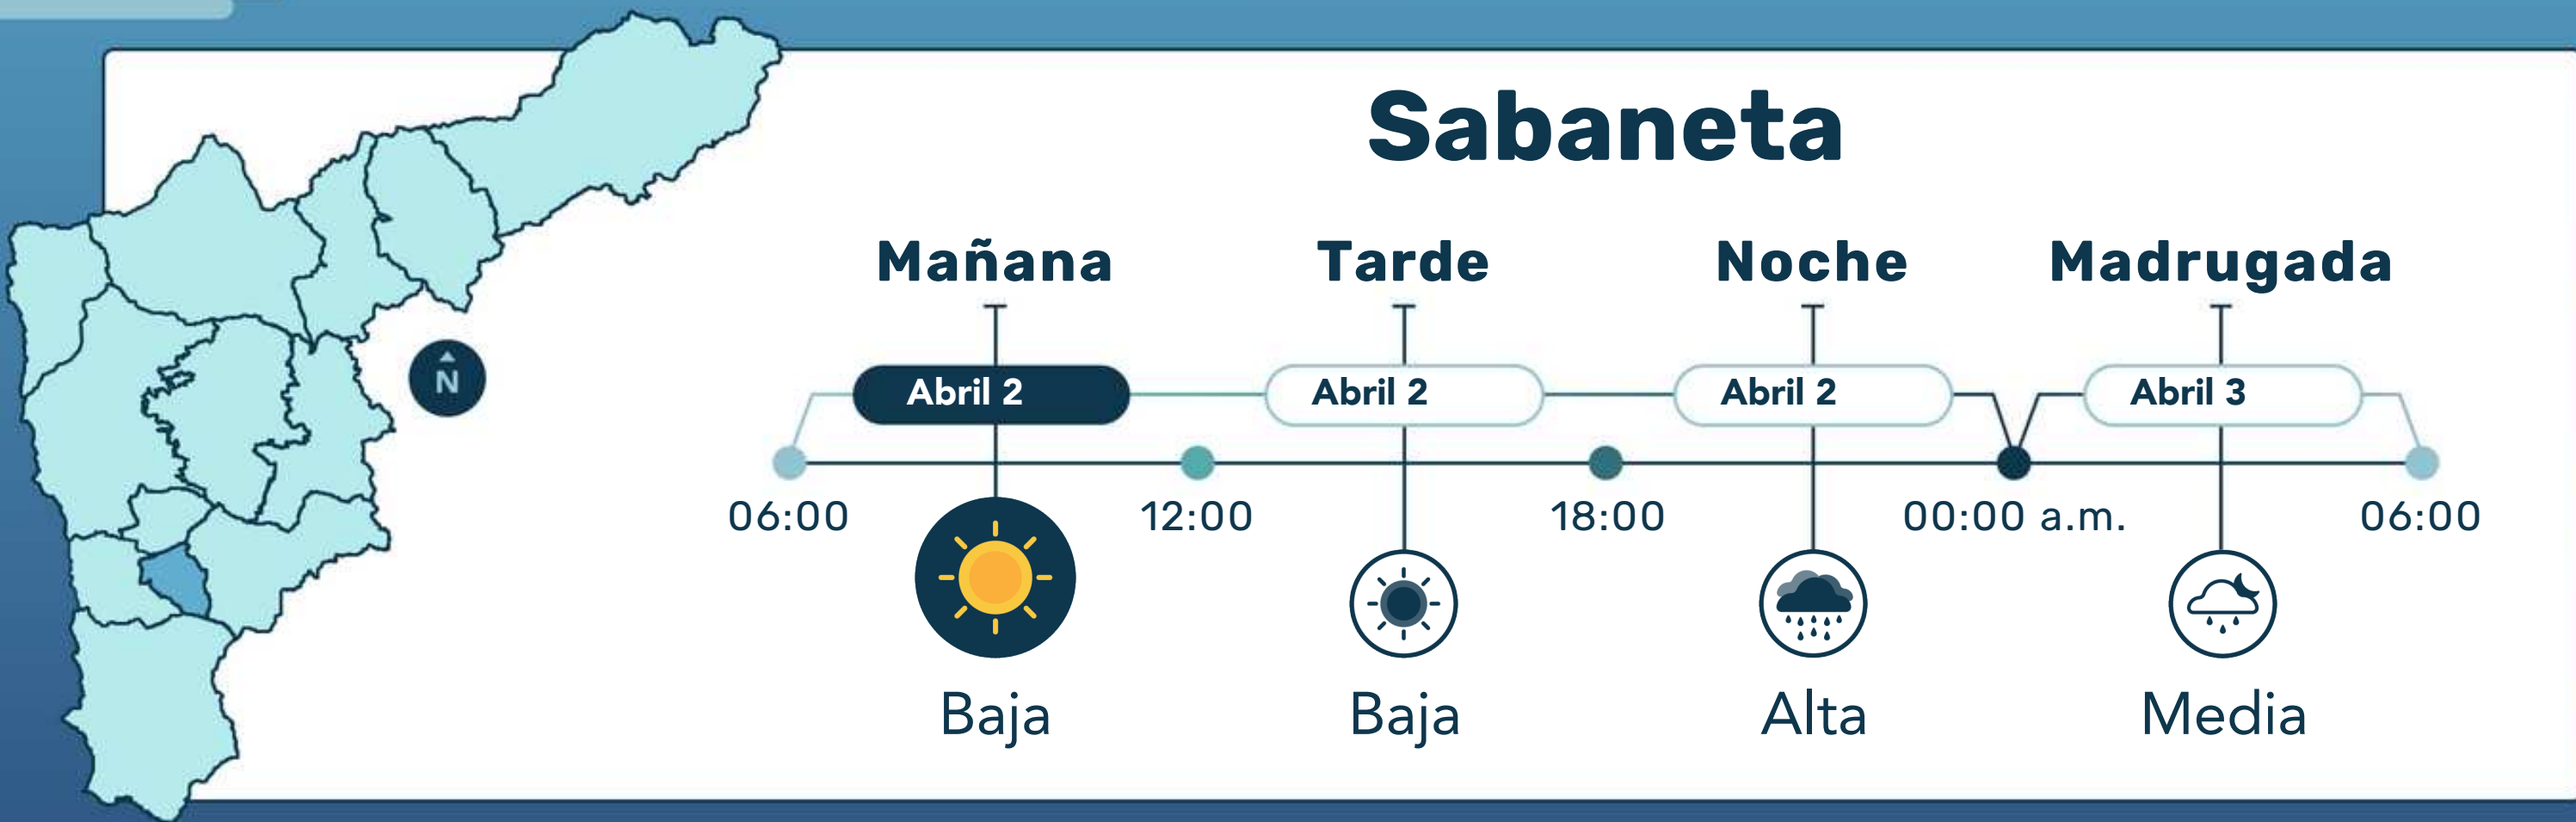 Sabaneta
Mañana Tarde Noche Madrugada
Abril 2 Abril 2 Abril 2 Abril 3
N
06:00 12:00 18:00 00:00 a.m. 06:00
Baja Baja Alta Media